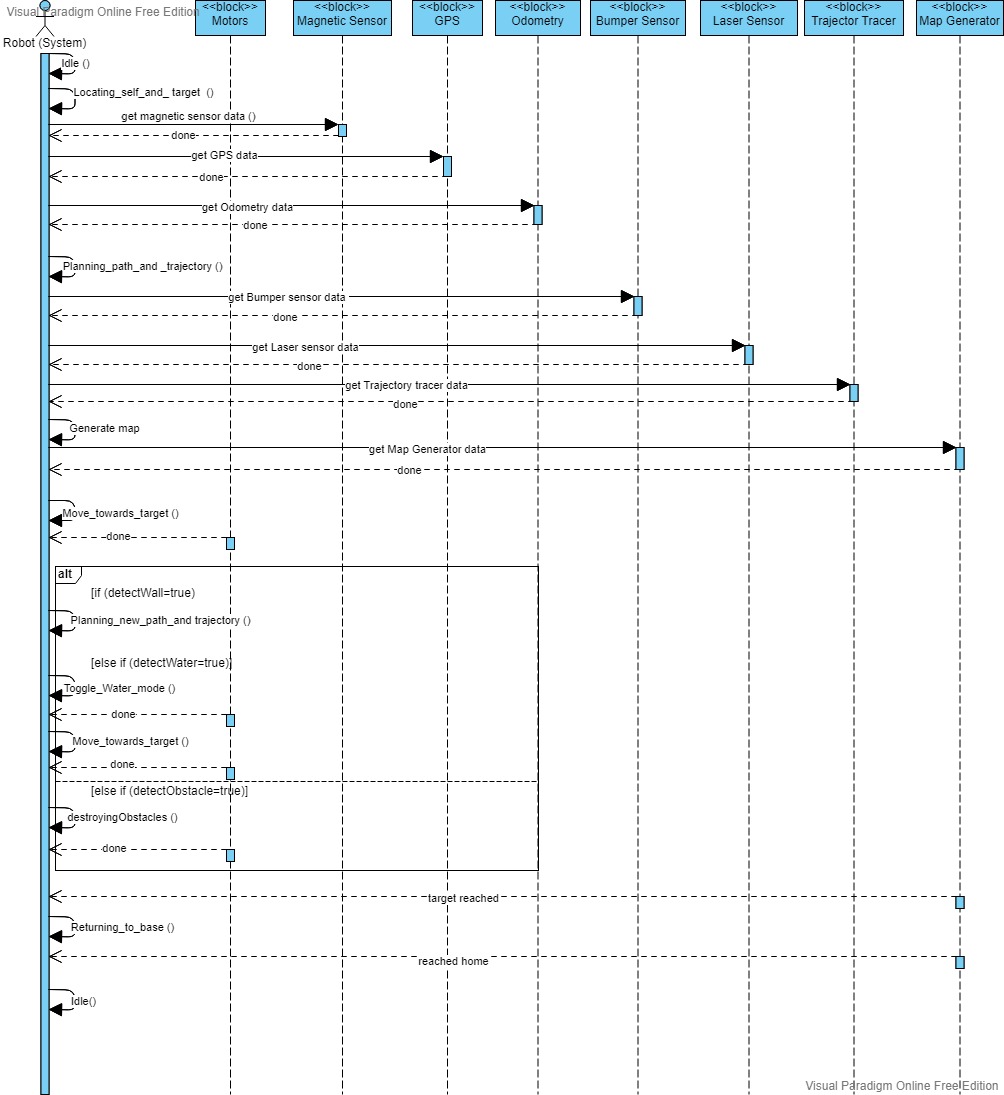 Visual Paradigm Online Free Edition
<<block>>
Motors
<<block>>
Magnetic Sensor
<<block>>
GPS
<<block>>
Odometry
<<block>>
Bumper Sensor
<<block>>
Laser Sensor
<<block>>
Trajector Tracer
<<block>>
Map Generator
Robot (System)
Idle ()
Locating_self_and_ target ()
get magnetic sensor data ()
done
get GPS data
done
get Odometry data
done
Planning_path_and _trajectory ()
get Bumper sensor data
done
get Laser sensor data
done
get Trajectory tracer data
done
Generate map
get Map Generator data
done
Move_towards_target ()
done
alt
[if (detectWall=true)
Planning_new_path_and trajectory ()
[else if (detectWater=true)]
Toggle_Water_mode ()
done
Move_towards_target ()
done
[else if (detectObstacle=true)]
destroyingObstacles ()
done
target reached
Returning_to_base ()
reached home
Idle()
Visual Paradigm Online Free Edition